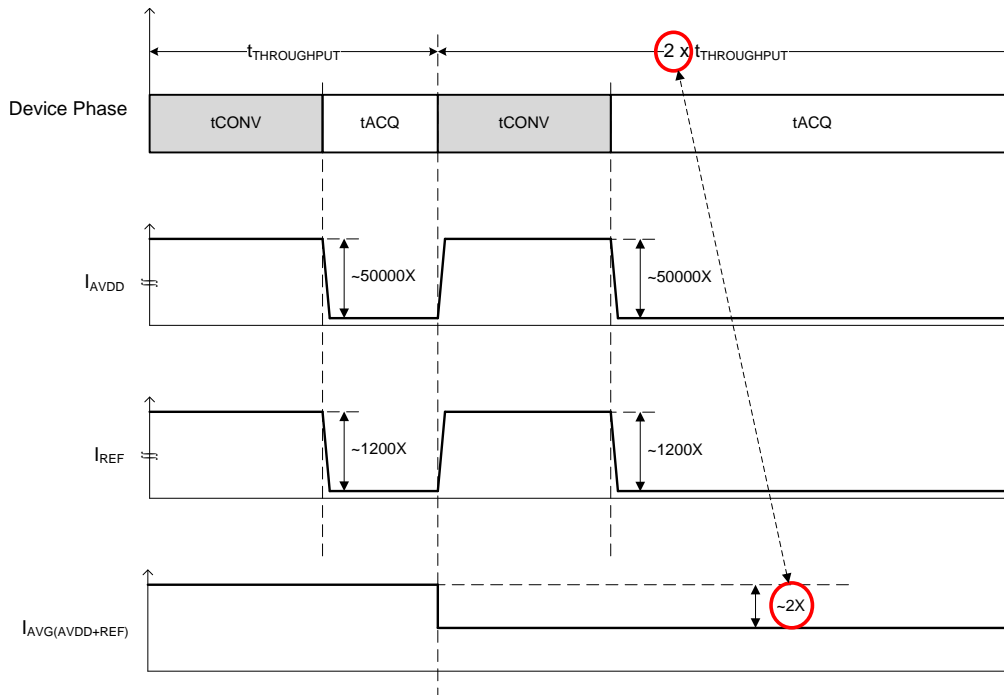 tTHROUGHPUT
2 x tTHROUGHPUT
Device Phase
tCONV
tACQ
tCONV
tACQ
~50000X
~50000X
IAVDD
~1200X
~1200X
IREF
~2X
IAVG(AVDD+REF)